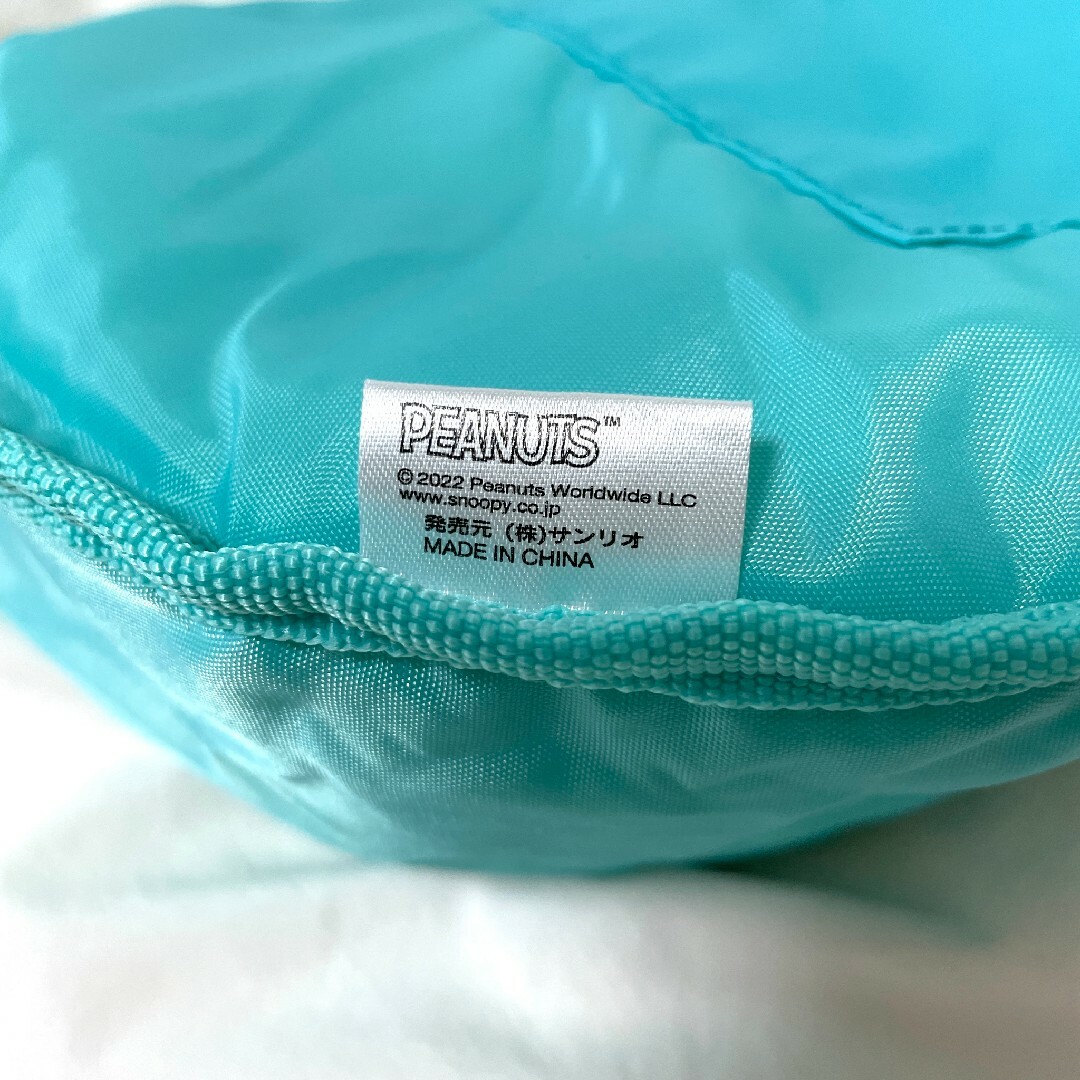 PEANUTS™
© 2022 Peanuts Worldwide LLC
www.snoopy.co.jp
発売元 (株)サンリオ
MADE IN CHINA